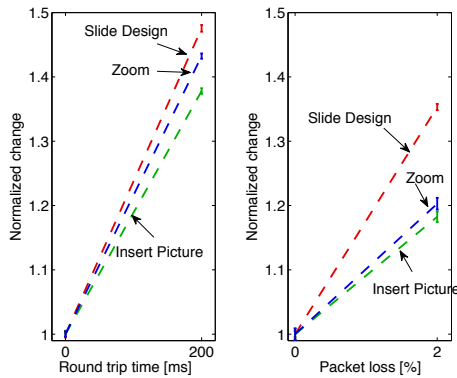 1.5
1.4
1.3
1.2
1.1
1
Normalized change
Slide Design
Zoom
Insert Picture
0
200
Round trip time [ms]
1.5
1.4
1.3
1.2
1.1
1
Normalized change
Slide Design
Zoom
Insert Picture
0
2
Packet loss [%]